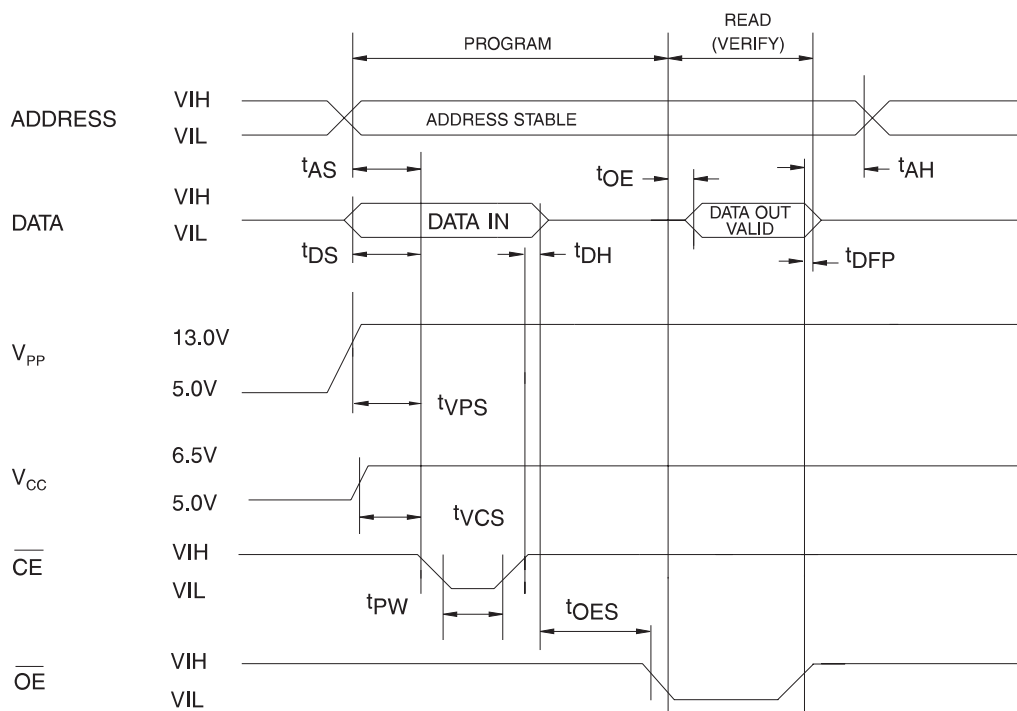 READ
PROGRAM (VERIFY)
ADDRESS VIH
VIL
ADDRESS STABLE
tAS
tOE
tAH
DATA VIH
VIL
DATA IN
DATA OUT
VALID
tDS
tDH
tDFP
VPP 13.0V
5.0V
tVPS
VCC 6.5V
5.0V
tVCS
CE VIH
VIL
tPW
tOES
OE VIH
VIL